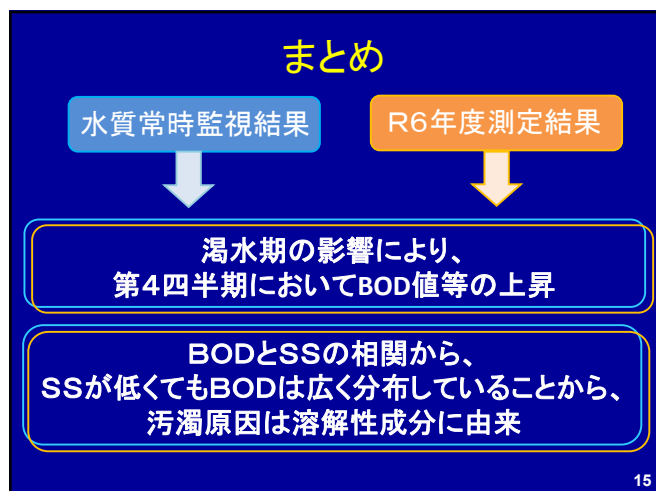 まとめ
水質常時監視結果
R6年度測定結果
渇水期の影響により、
第4四半期においてBOD値等の上昇
BODとSSの相関から、
SSが低くてもBODは広く分布していることから、
汚濁原因は溶解性成分に由来
15